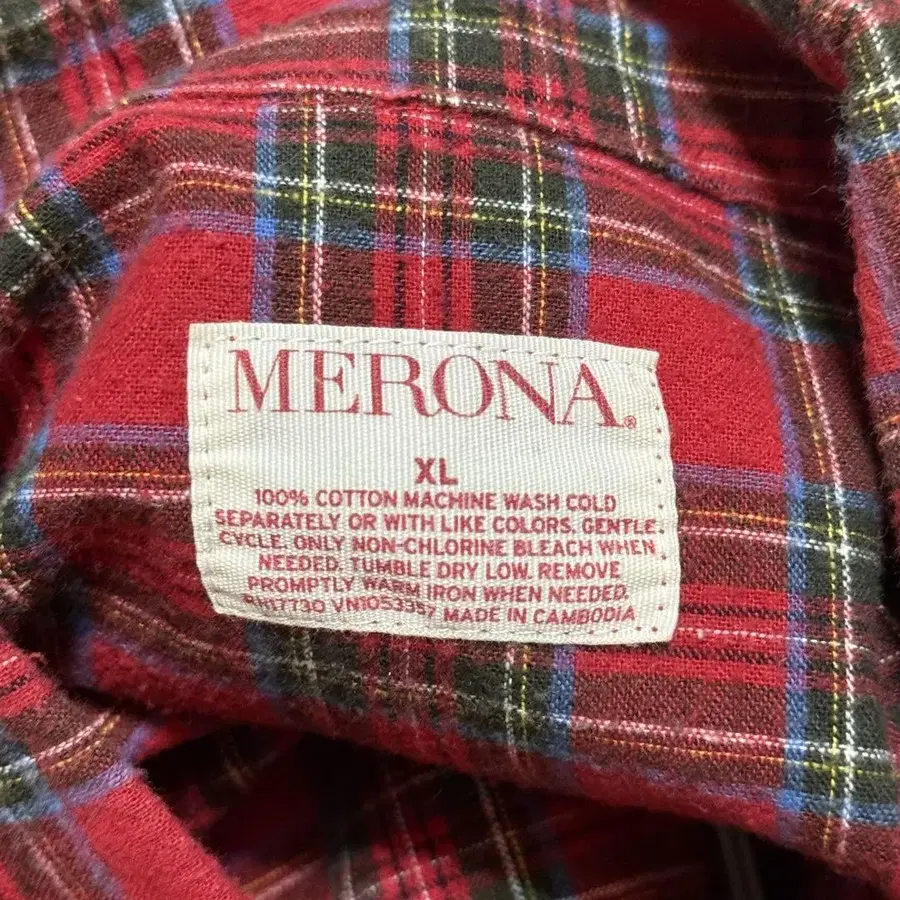 MERONA®
XL
100% COTTON MACHINE WASH COLD
SEPARATELY OR WITH LIKE COLORS. GENTLE
CYCLE. ONLY NON-CHLORINE BLEACH WHEN
NEEDED. TUMBLE DRY LOW. REMOVE
PROMPTLY WARM IRON WHEN NEEDED.
MADE IN CAMBODIA